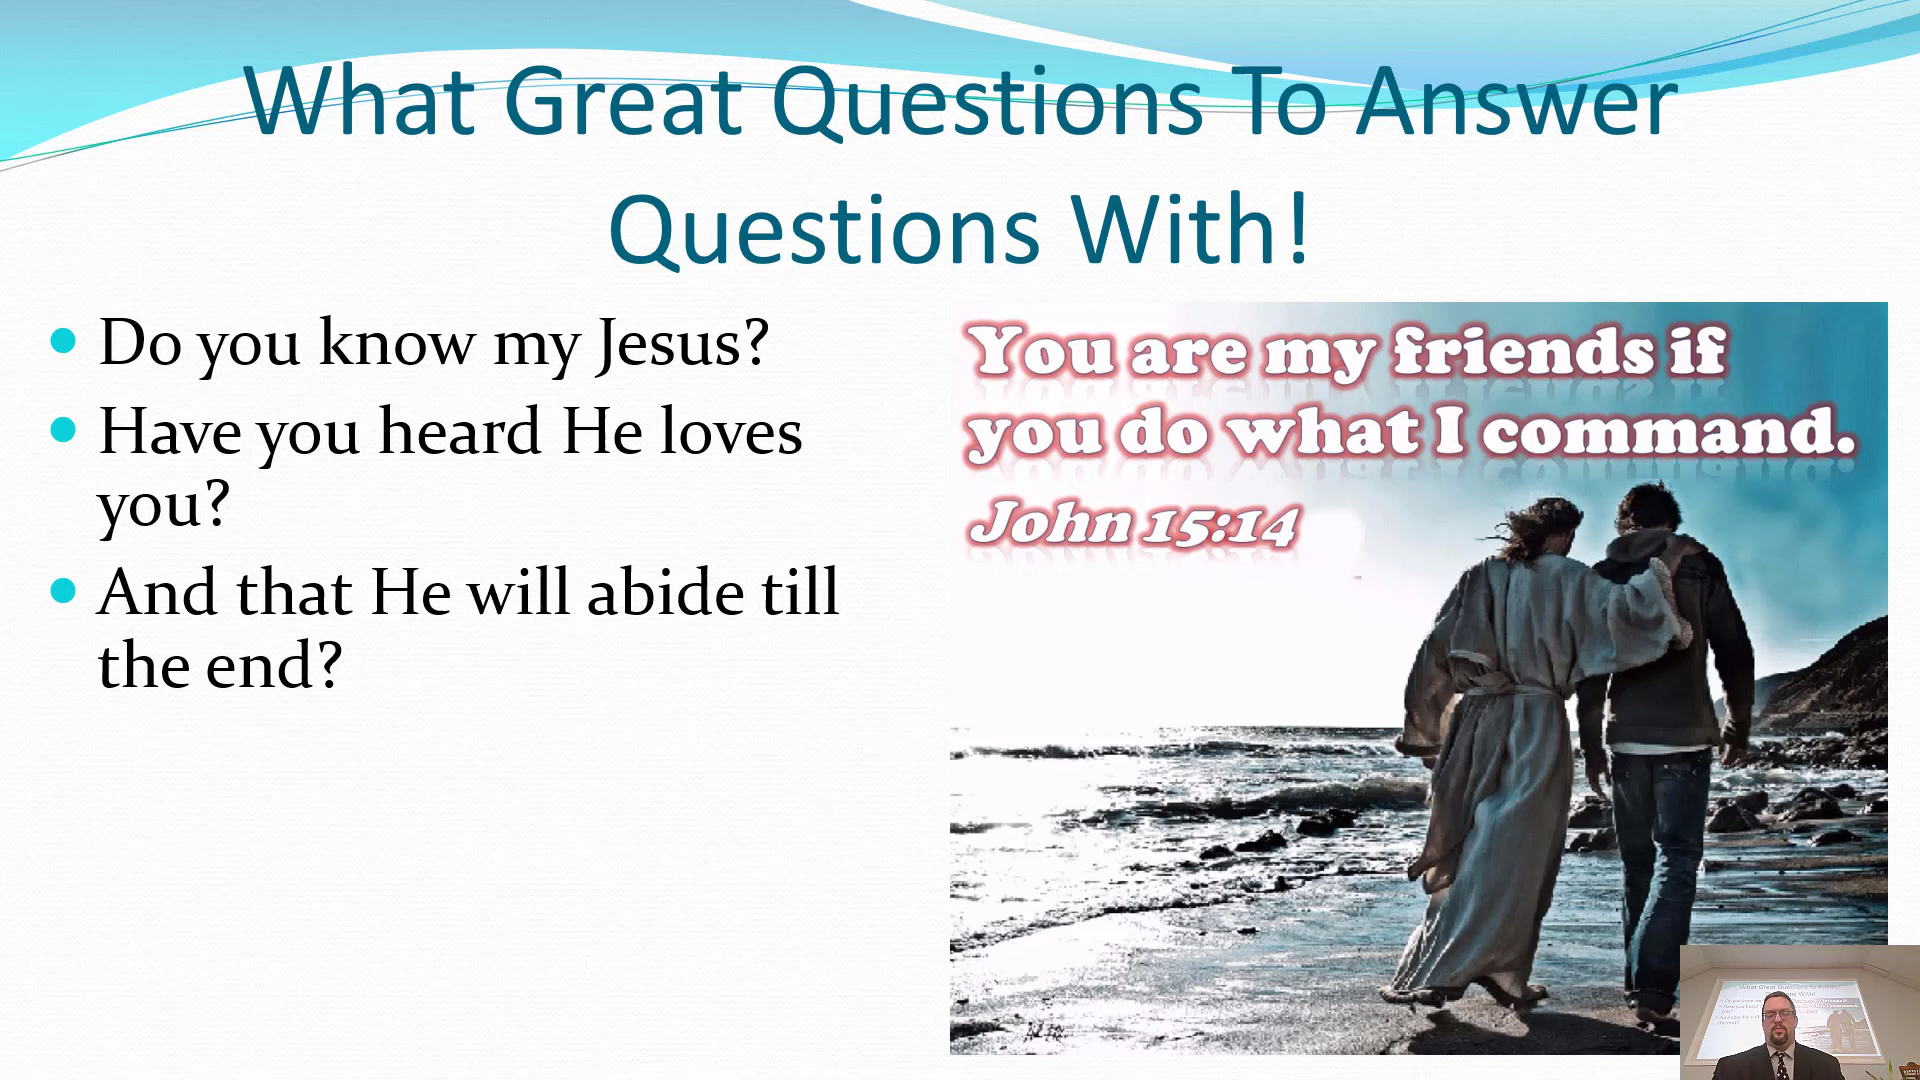 What Great Questions To Answer
Questions With!
Do you know my Jesus?
Have you heard He loves
you?
And that He will abide till
the end?
You are my friends if
you do what I command.
John 15:14